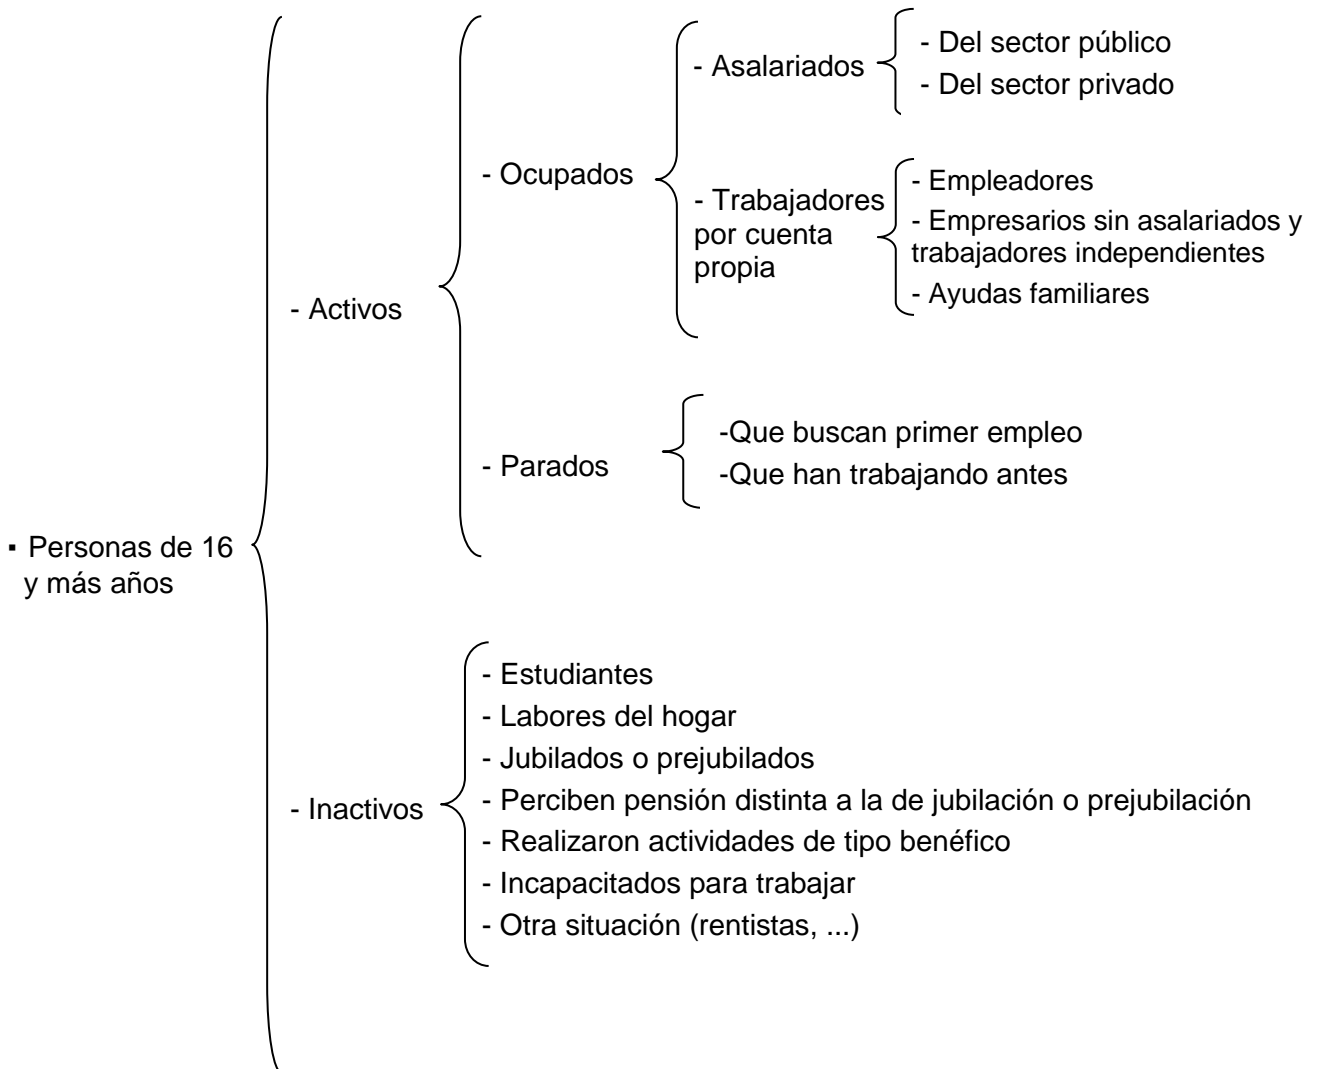 - Del sector público
- Asalariados
- Del sector privado
- Ocupados
- Trabajadores
por cuenta
propia
- Empleadores
- Empresarios sin asalariados y
trabajadores independientes
- Ayudas familiares
- Activos
-Que buscan primer empleo
- Parados
-Que han trabajando antes
▪ Personas de 16
y más años
- Estudiantes
- Labores del hogar
- Jubilados o prejubilados
- Inactivos
- Perciben pensión distinta a la de jubilación o prejubilación
- Realizaron actividades de tipo benéfico
- Incapacitados para trabajar
- Otra situación (rentistas, ...)